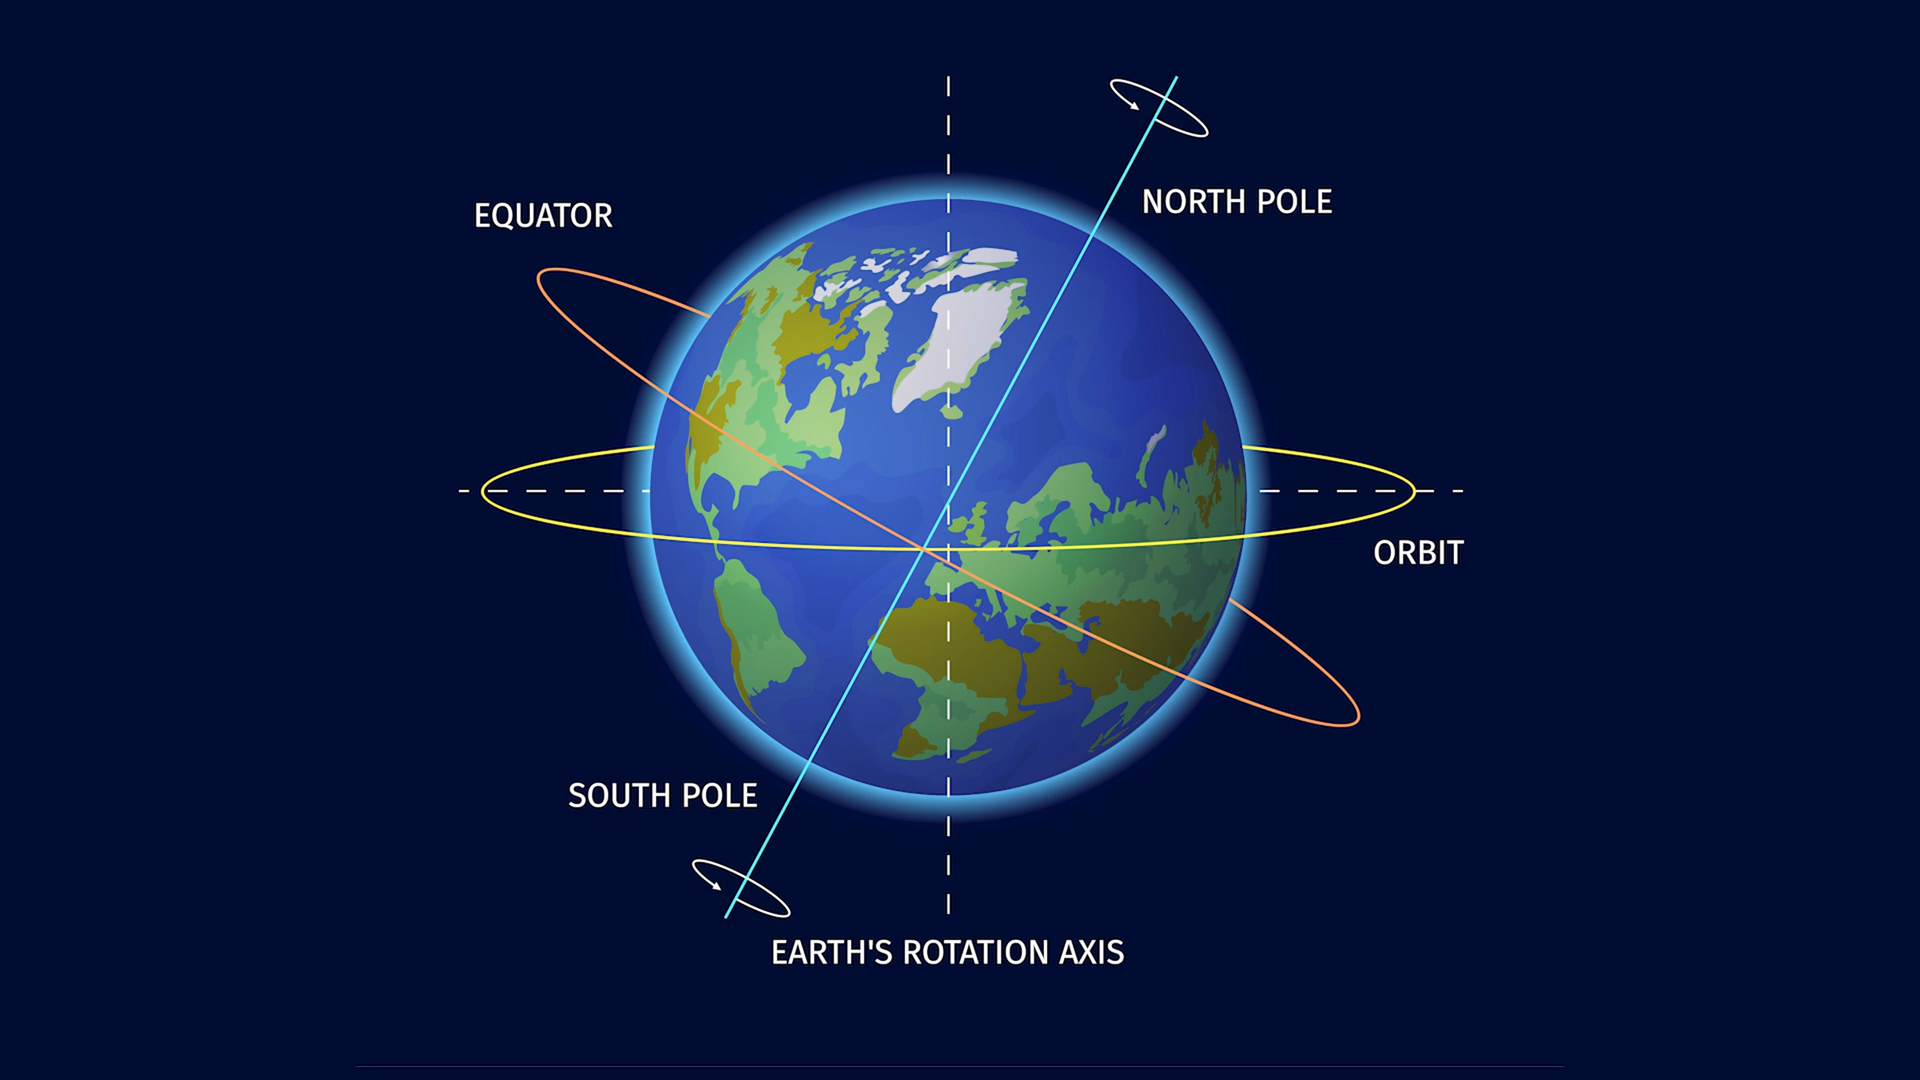 NORTH POLE
EQUATOR
ORBIT
SOUTH POLE
EARTH'S ROTATION AXIS